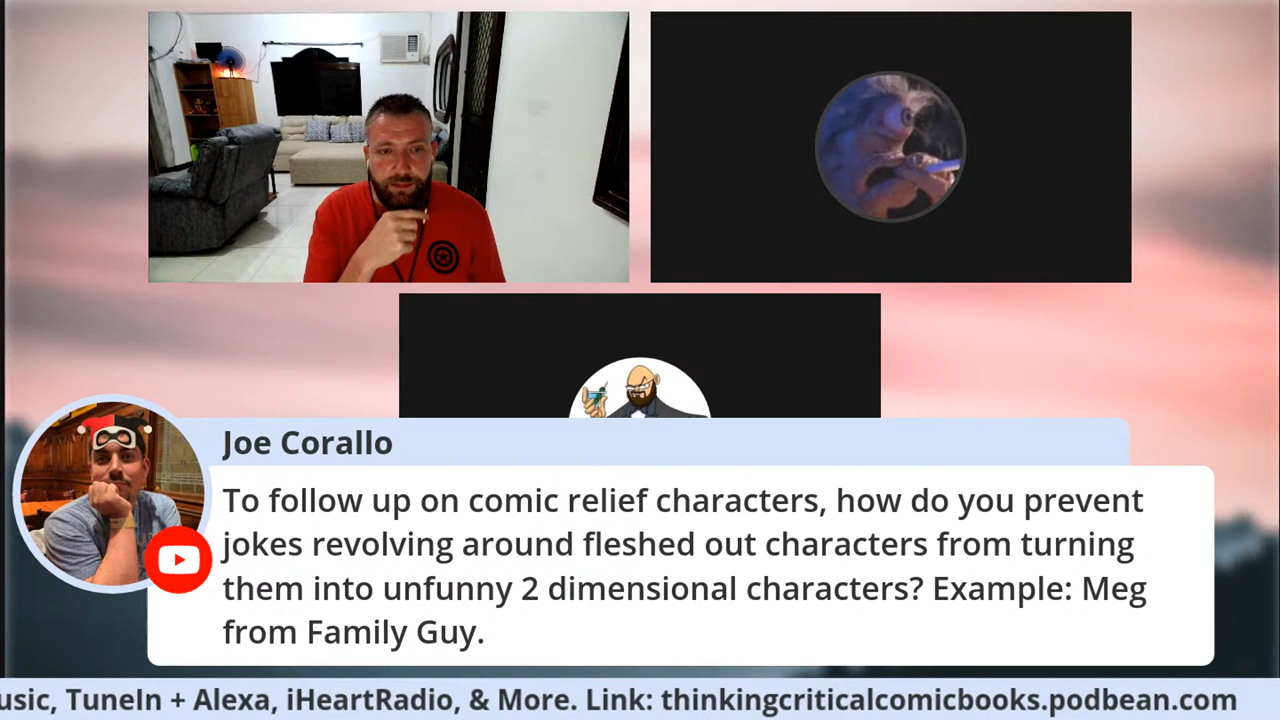 Joe Corallo
To follow up on comic relief characters, how do you prevent
jokes revolving around fleshed out characters from turning
them into unfunny 2 dimensional characters? Example: Meg
from Family Guy.
usic, TuneIn + Alexa, iHeartRadio, & More. Link: thinkingcriticalcomicbooks.podbean.com